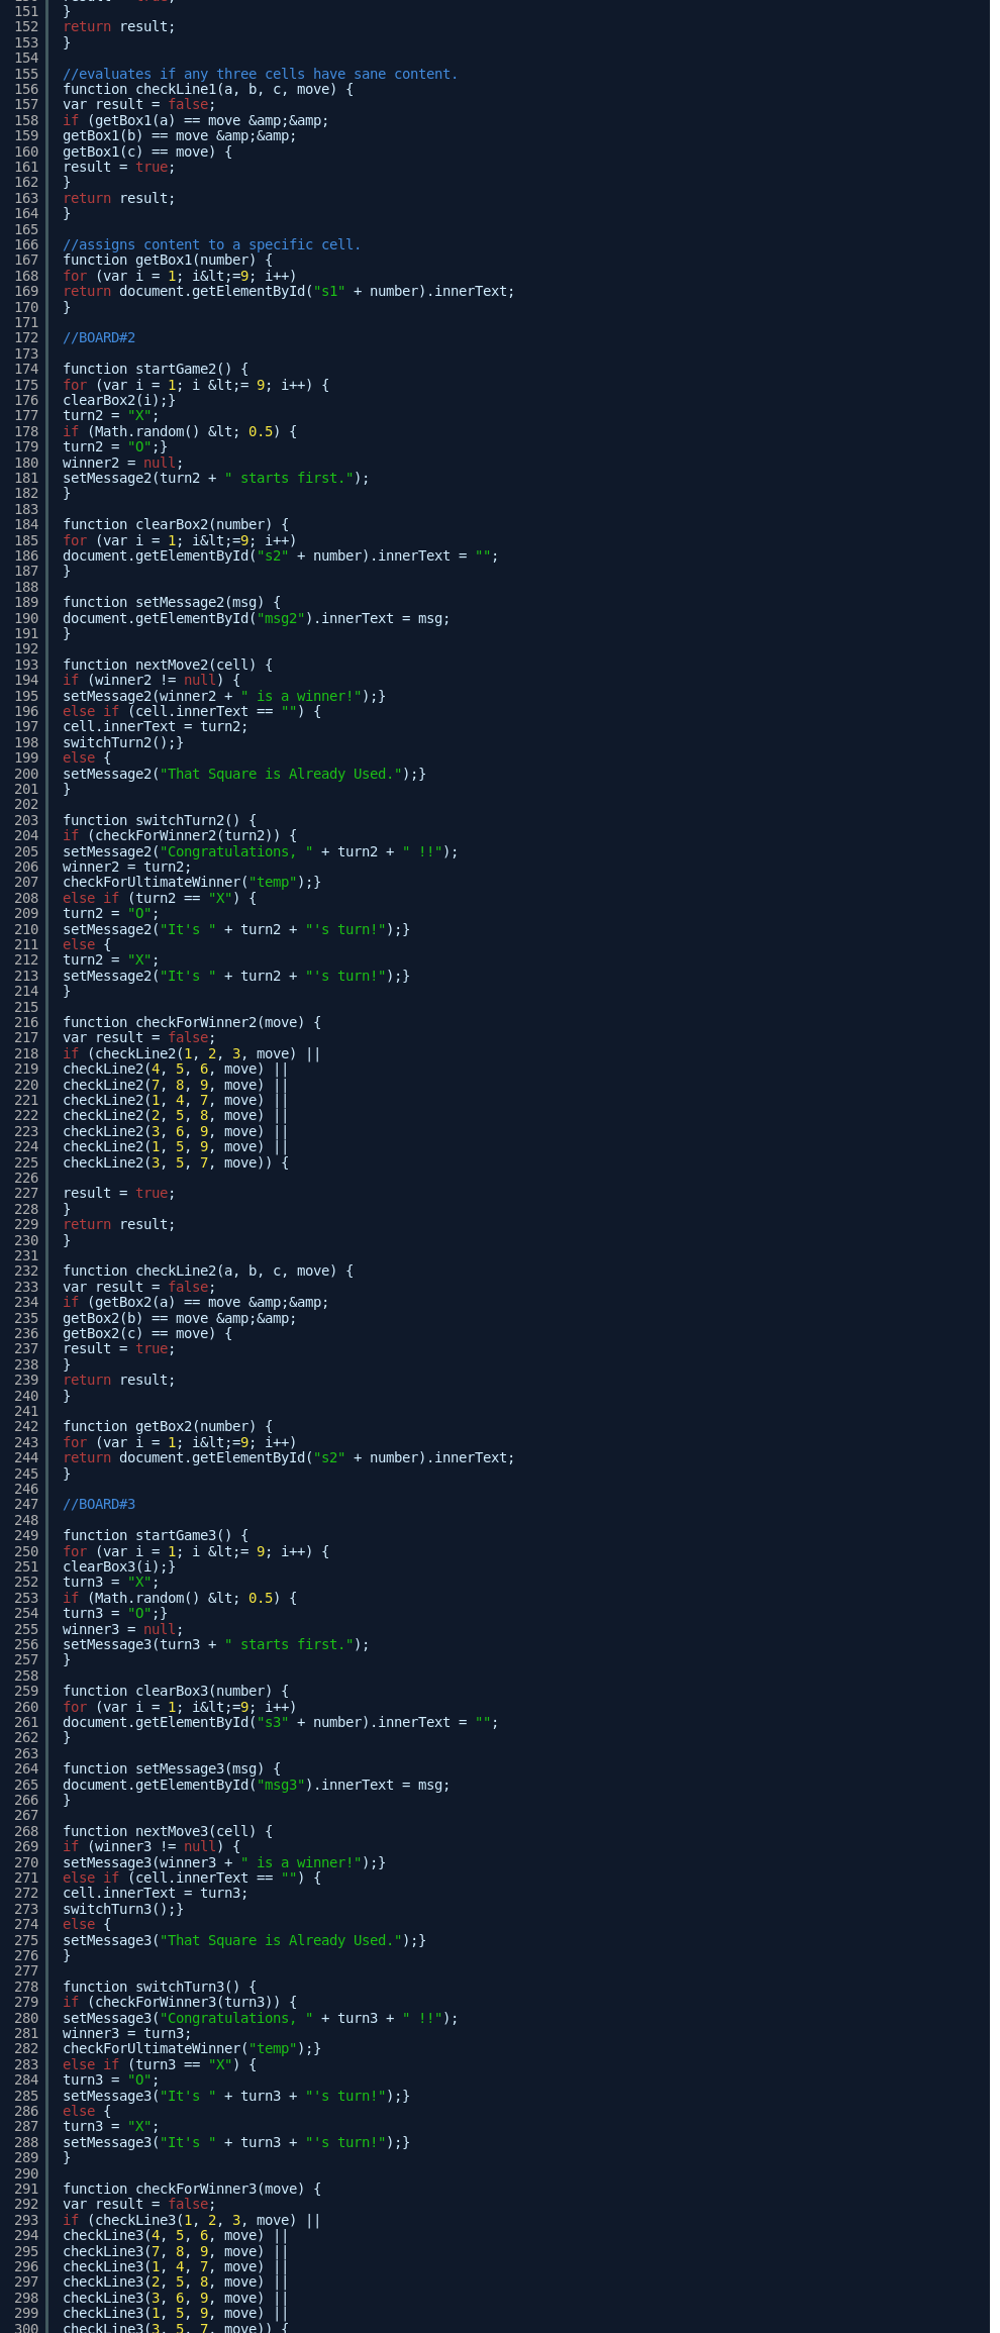 151 }
152 return result;
153 }
154
155 //evaluates if any three cells have sane content.
156 function checkLine1(a, b, c, move) {
157 var result = false;
158 if (getBox1(a) == move &amp;&amp;
159 getBox1(b) == move &amp;&amp;
160 getBox1(c) == move) {
161 result = true;
162 }
163 return result;
164 }
165
166 //assigns content to a specific cell.
167 function getBox1(number) {
168 for (var i = 1; i&lt;=9; i++)
169 return document.getElementById("s1" + number).innerText;
170 }
171
172 //BOARD#2
173
174 function startGame2() {
175 for (var i = 1; i &lt;= 9; i++) {
176 clearBox2(i);}
177 turn2 = "X";
178 if (Math.random() &lt; 0.5) {
179 turn2 = "O";}
180 winner2 = null;
181 setMessage2(turn2 + " starts first.");
182 }
183
184 function clearBox2(number) {
185 for (var i = 1; i&lt;=9; i++)
186 document.getElementById("s2" + number).innerText = "";
187 }
188
189 function setMessage2(msg) {
190 document.getElementById("msg2").innerText = msg;
191 }
192
193 function nextMove2(cell) {
194 if (winner2 != null) {
195 setMessage2(winner2 + " is a winner!");}
196 else if (cell.innerText == "") {
197 cell.innerText = turn2;
198 switchTurn2();}
199 else {
200 setMessage2("That Square is Already Used.");}
201 }
202
203 function switchTurn2() {
204 if (checkForWinner2(turn2)) {
205 setMessage2("Congratulations, " + turn2 + " !!");
206 winner2 = turn2;
207 checkForUltimateWinner("temp");}
208 else if (turn2 == "X") {
209 turn2 = "O";
210 setMessage2("It's " + turn2 + "'s turn!");}
211 else {
212 turn2 = "X";
213 setMessage2("It's " + turn2 + "'s turn!");}
214 }
215
216 function checkForWinner2(move) {
217 var result = false;
218 if (checkLine2(1, 2, 3, move) ||
219 checkLine2(4, 5, 6, move) ||
220 checkLine2(7, 8, 9, move) ||
221 checkLine2(1, 4, 7, move) ||
222 checkLine2(2, 5, 8, move) ||
223 checkLine2(3, 6, 9, move) ||
224 checkLine2(1, 5, 9, move) ||
225 checkLine2(3, 5, 7, move)) {
226
227 result = true;
228 }
229 return result;
230 }
231
232 function checkLine2(a, b, c, move) {
233 var result = false;
234 if (getBox2(a) == move &amp;&amp;
235 getBox2(b) == move &amp;&amp;
236 getBox2(c) == move) {
237 result = true;
238 }
239 return result;
240 }
241
242 function getBox2(number) {
243 for (var i = 1; i&lt;=9; i++)
244 return document.getElementById("s2" + number).innerText;
245 }
246
247 //BOARD#3
248
249 function startGame3() {
250 for (var i = 1; i &lt;= 9; i++) {
251 clearBox3(i);}
252 turn3 = "X";
253 if (Math.random() &lt; 0.5) {
254 turn3 = "O";}
255 winner3 = null;
256 setMessage3(turn3 + " starts first.");
257 }
258
259 function clearBox3(number) {
260 for (var i = 1; i&lt;=9; i++)
261 document.getElementById("s3" + number).innerText = "";
262 }
263
264 function setMessage3(msg) {
265 document.getElementById("msg3").innerText = msg;
266 }
267
268 function nextMove3(cell) {
269 if (winner3 != null) {
270 setMessage3(winner3 + " is a winner!");}
271 else if (cell.innerText == "") {
272 cell.innerText = turn3;
273 switchTurn3();}
274 else {
275 setMessage3("That Square is Already Used.");}
276 }
277
278 function switchTurn3() {
279 if (checkForWinner3(turn3)) {
280 setMessage3("Congratulations, " + turn3 + " !!");
281 winner3 = turn3;
282 checkForUltimateWinner("temp");}
283 else if (turn3 == "X") {
284 turn3 = "O";
285 setMessage3("It's " + turn3 + "'s turn!");}
286 else {
287 turn3 = "X";
288 setMessage3("It's " + turn3 + "'s turn!");}
289 }
290
291 function checkForWinner3(move) {
292 var result = false;
293 if (checkLine3(1, 2, 3, move) ||
294 checkLine3(4, 5, 6, move) ||
295 checkLine3(7, 8, 9, move) ||
296 checkLine3(1, 4, 7, move) ||
297 checkLine3(2, 5, 8, move) ||
298 checkLine3(3, 6, 9, move) ||
299 checkLine3(1, 5, 9, move) ||
300 checkLine3(3, 5, 7, move)) {